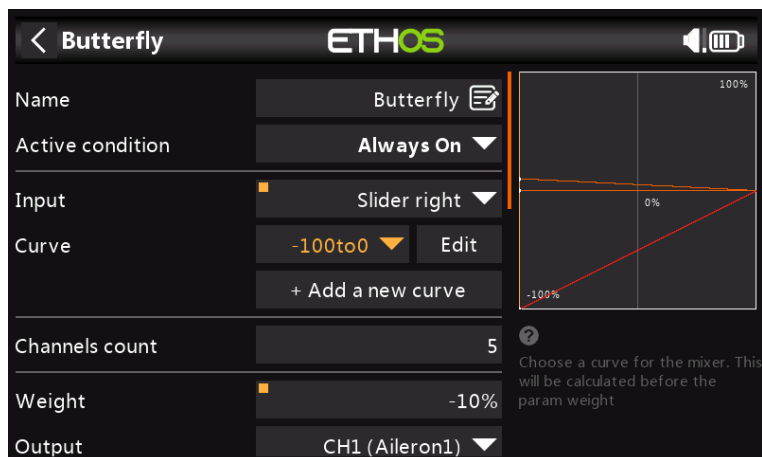 Butterfly
ETHOS
Name
Butterfly
Active condition
Always On
Input
Slider right
Curve
-100to0
Edit
+ Add a new curve
Channels count
5
Weight
-10%
Output
CH1 (Aileron1)
100%
0%
-100%
?
Choose a curve for the mixer. This
will be calculated before the
param weight